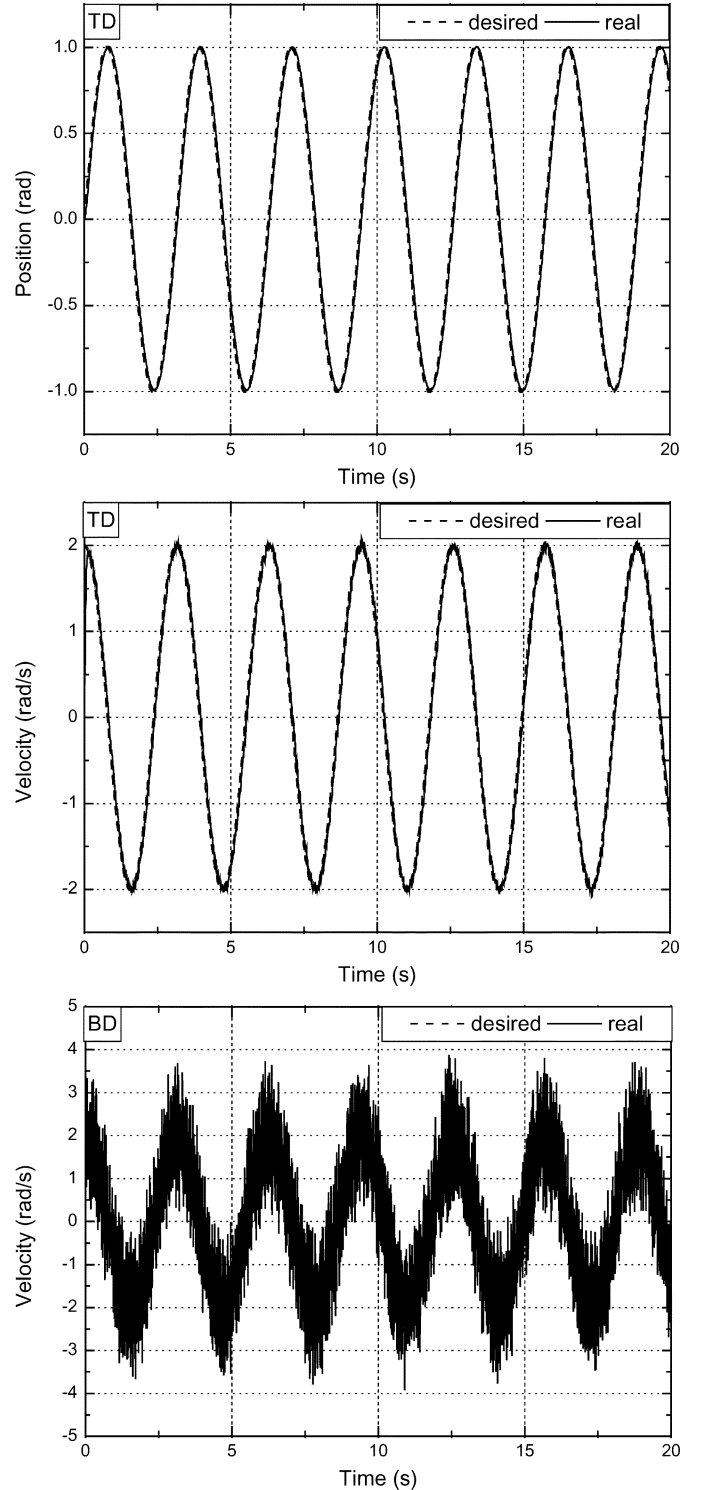 TD
desired real
1.0
0.5
0.0
-0.5
-1.0
Position (rad)
0 5 10 15 20
Time (s)
TD
desired real
2
1
0
-1
-2
Velocity (rad/s)
0 5 10 15 20
Time (s)
BD
desired real
5
4
3
2
1
0
-1
-2
-3
-4
-5
Velocity (rad/s)
0 5 10 15 20
Time (s)